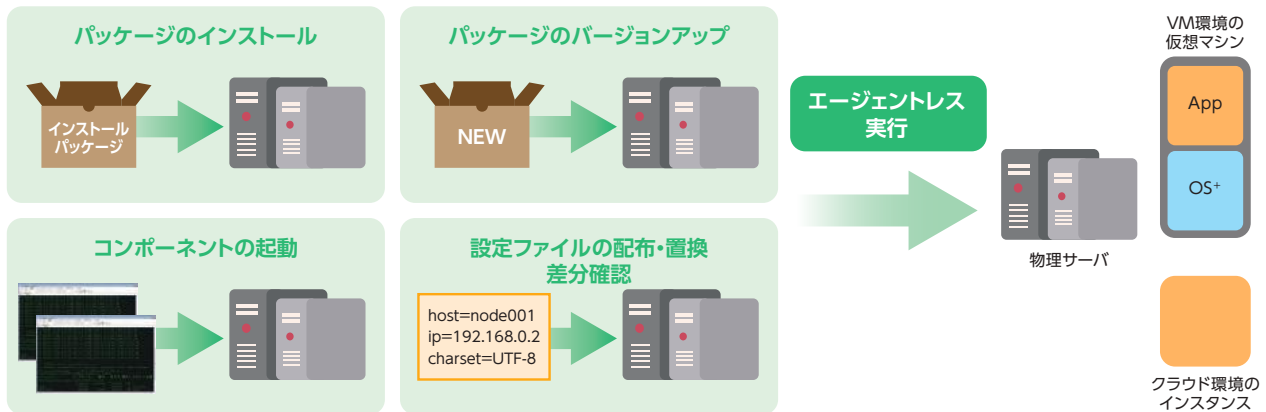 パッケージのインストール
インストール
パッケージ
パッケージのバージョンアップ
NEW
コンポーネントの起動
設定ファイルの配布・置換
差分確認
host=node001
ip=192.168.0.2
charset=UTF-8
エージェントレス
実行
物理サーバ
VM環境の
仮想マシン
App
OS+
クラウド環境の
インスタンス